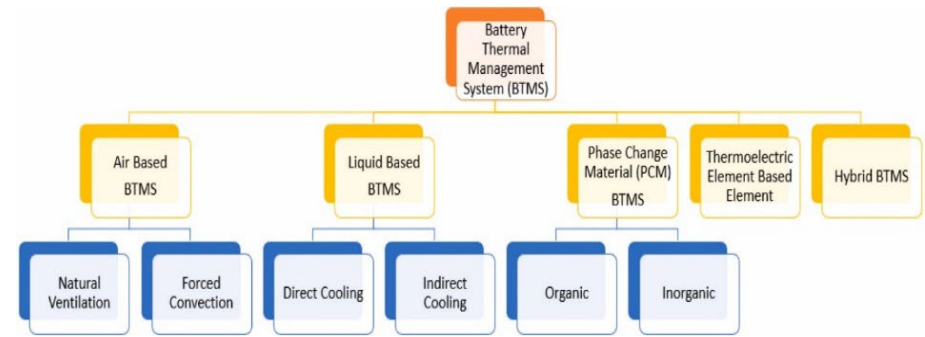 Battery
Thermal
Management
System (BTMS)
Air Based
BTMS
Liquid Based
BTMS
Phase Change
Material (PCM)
BTMS
Thermoelectric
Element Based
Element
Hybrid BTMS
Natural
Ventilation
Forced
Convection
Direct Cooling
Indirect
Cooling
Organic
Inorganic